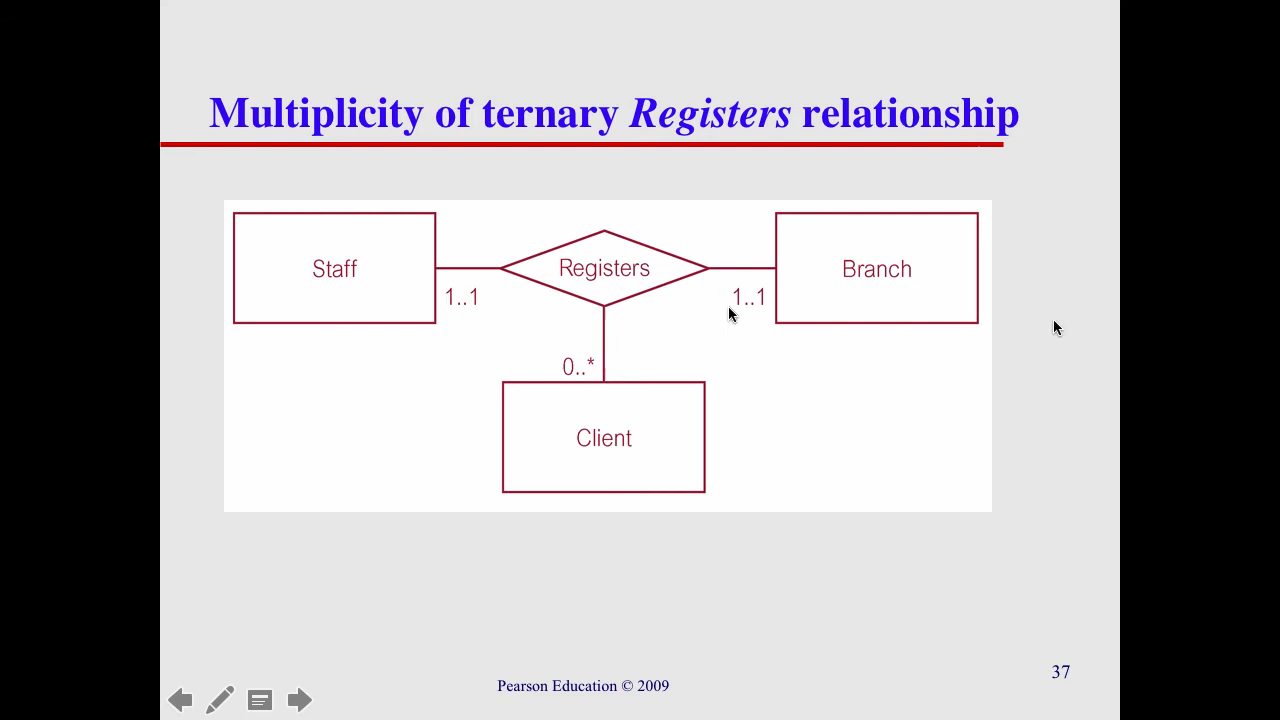 Multiplicity of ternary Registers relationship
Staff
Registers
Branch
1..1
1..1
0..*
Client
37
Pearson Education © 2009